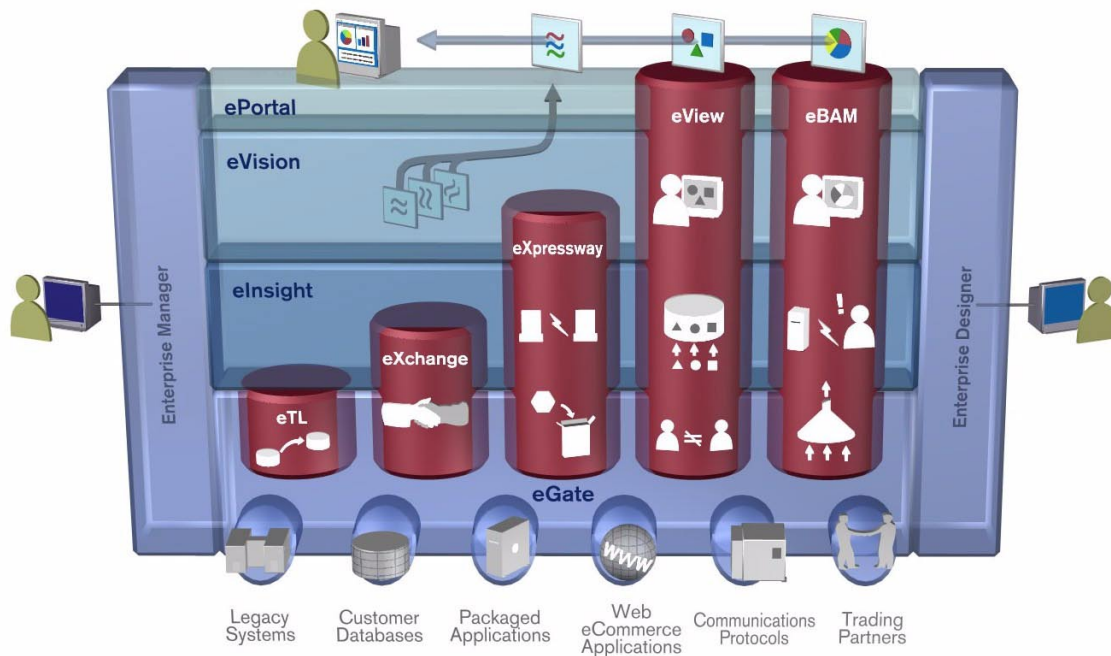 ePortal
eView
eBAM
eVision
eXpressway
eInsight
Enterprise Manager
Enterprise Designer
eXchange
eTL
eGate
www
Legacy
Systems
Customer
Databases
Packaged
Applications
Web
eCommerce
Applications
Communications
Protocols
Trading
Partners